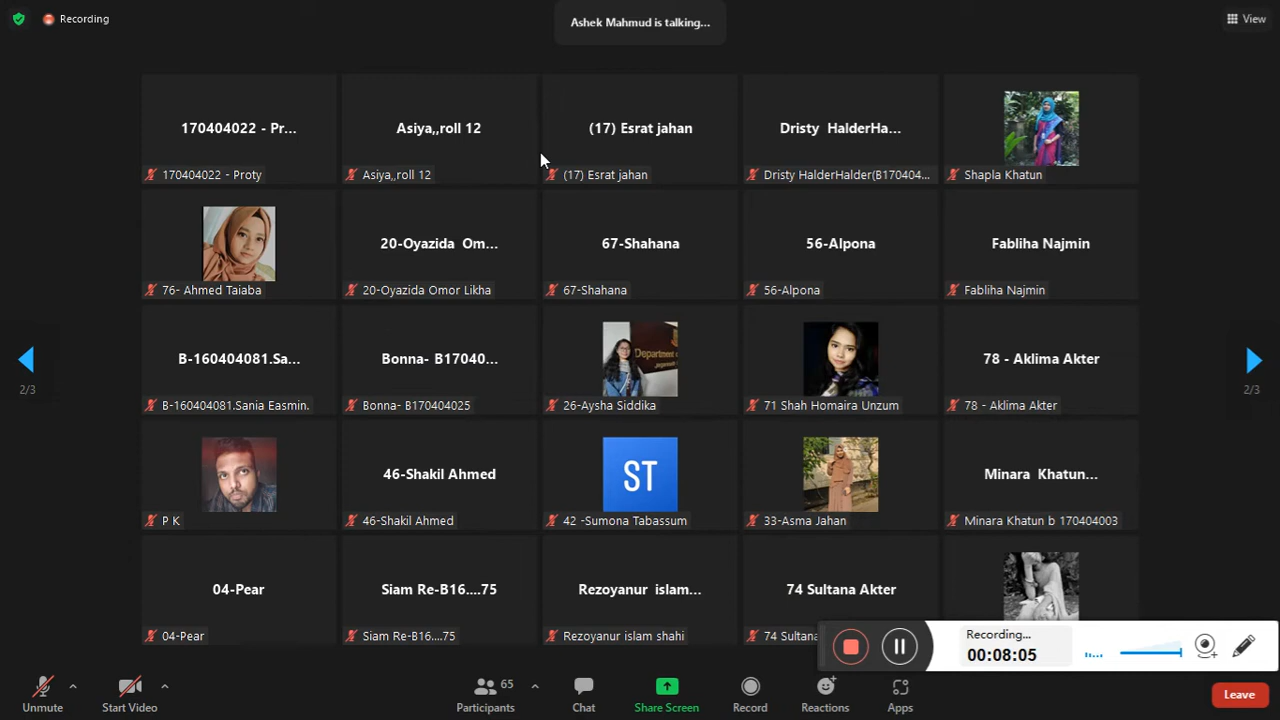 Recording
Ashek Mahmud is talking...
View
170404022 - Pr...
170404022 - Proty
Asiya,,roll 12
Asiya,,roll 12
(17) Esrat jahan
(17) Esrat jahan
Dristy HalderHa...
Dristy HalderHalder(B170404...
Shapla Khatun
76- Ahmed Taiaba
20-Oyazida Om...
20-Oyazida Omor Likha
67-Shahana
67-Shahana
56-Alpona
56-Alpona
Fabliha Najmin
Fabliha Najmin
2/3
B-160404081.Sa...
B-160404081.Sania Easmin.
Bonna- B17040...
Bonna- B170404025
Department
26-Aysha Siddika
71 Shah Homaira Unzum
78 - Aklima Akter
78 - Aklima Akter
2/3
P K
46-Shakil Ahmed
46-Shakil Ahmed
ST
42 -Sumona Tabassum
33-Asma Jahan
Minara Khatun...
Minara Khatun b 170404003
04-Pear
04-Pear
Siam Re-B16....75
Siam Re-B16....75
Rezoyanur islam...
Rezoyanur islam shahi
74 Sultana Akter
74 Sultana
Recording...
00:08:05
Unmute
Start Video
65
Participants
Chat
Share Screen
Record
Reactions
Apps
Leave